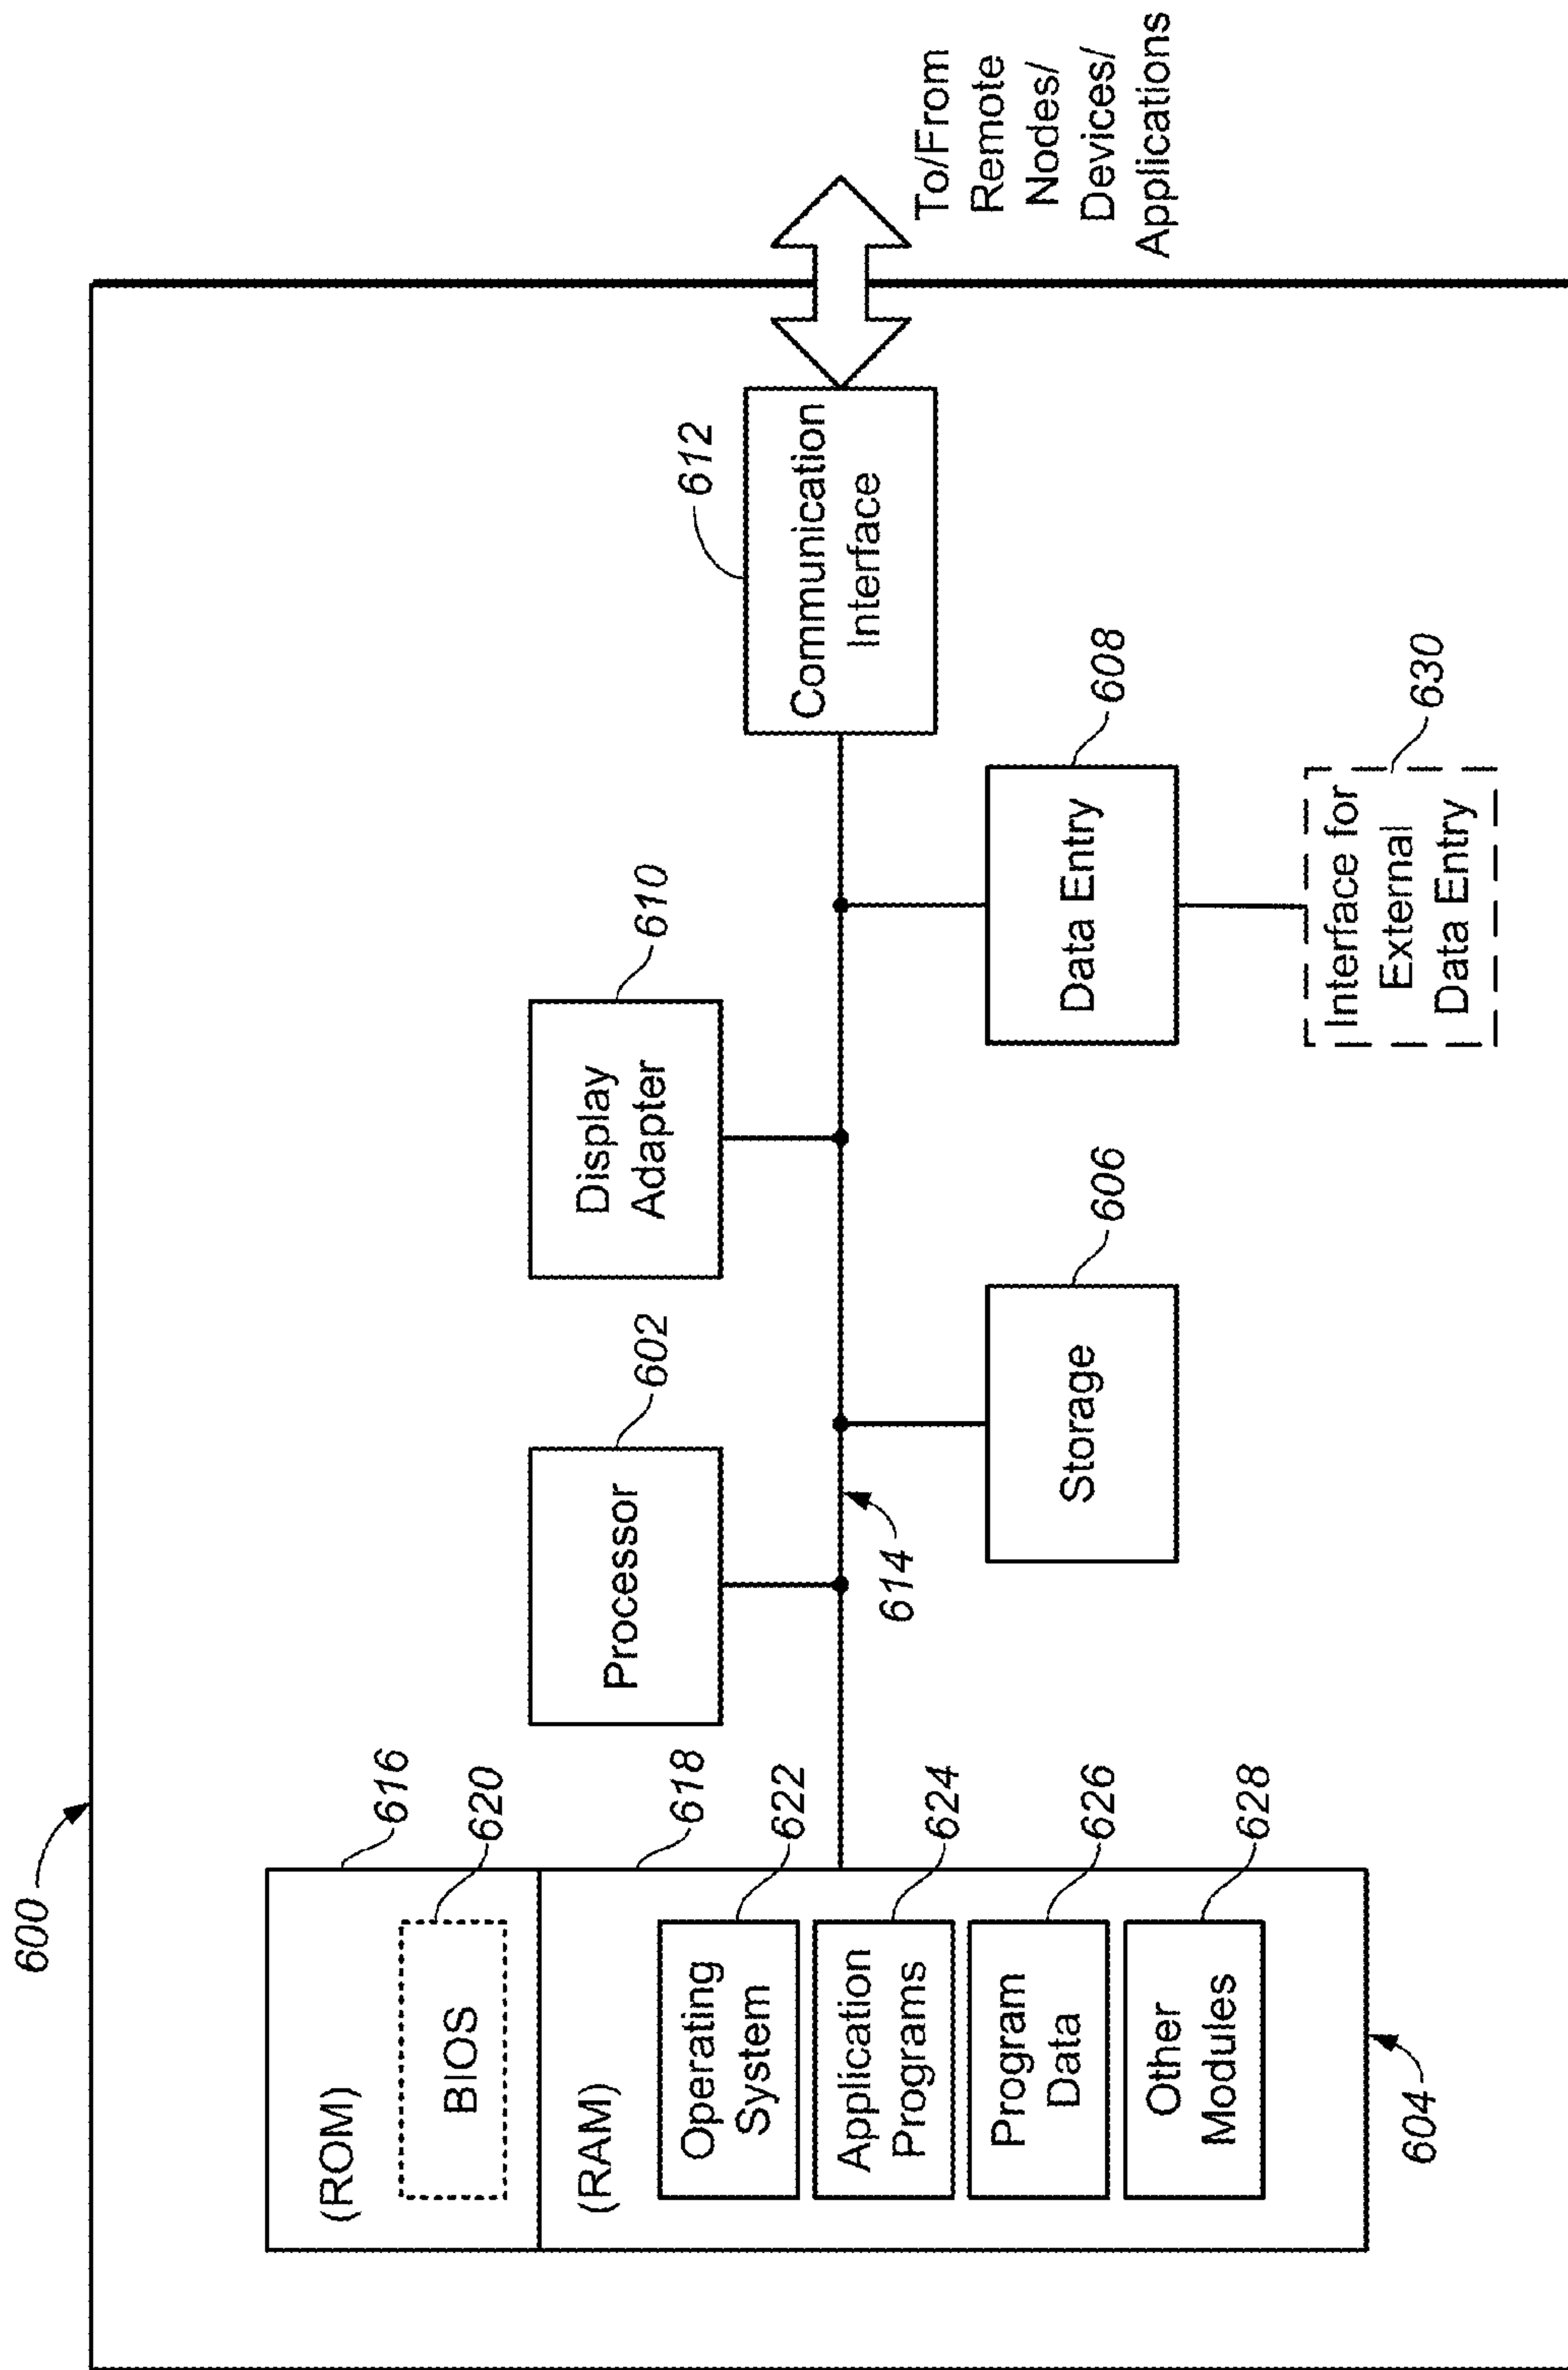 600
(ROM)
616
BIOS
620
(RAM)
618
Operating
System
622
Application
Programs
624
Program
Data
626
Other
Modules
628
604
Processor
602
614
Display
Adapter
610
Storage
606
Communication
Interface
612
Data Entry
608
Interface for
External
Data Entry
630
To/From
Remote
Nodes/
Devices/
Applications